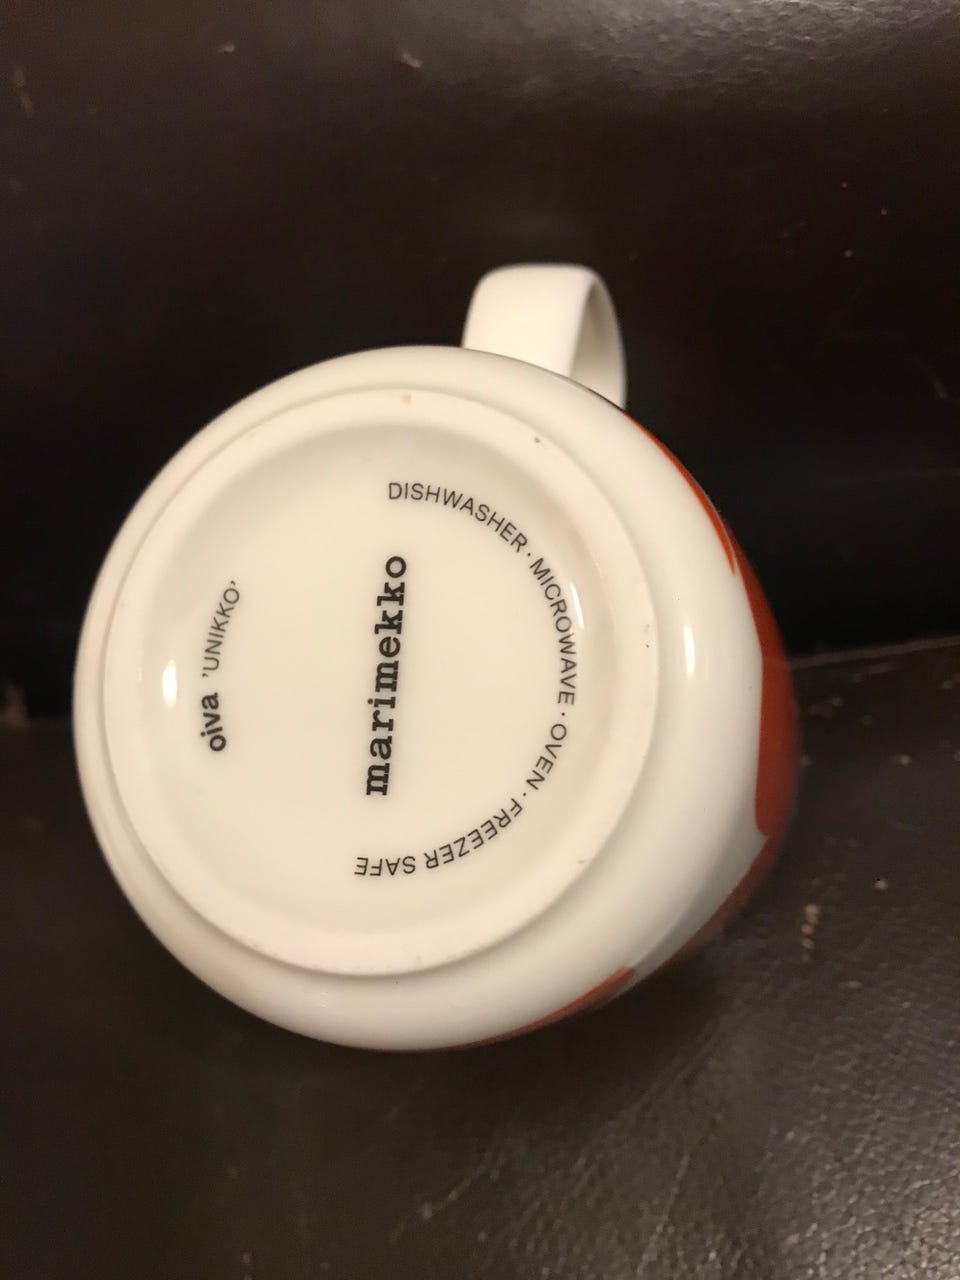 oiva 'UNIKKO'
marimekko
DISHWASHER · MICROWAVE · OVEN · FREEZER SAFE